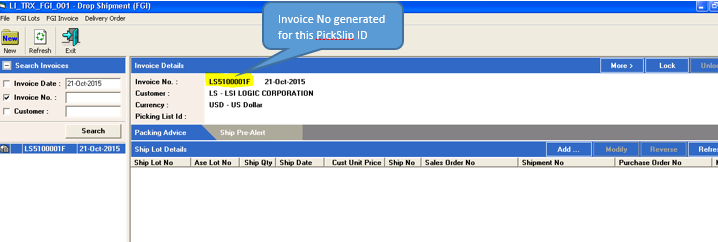 LI_TRX_FGI_001 - Drop Shipment (FGI)
File FGI Lots FGI Invoice Delivery Order
New Refresh Exit
Invoice No generated
for this PickSlip ID
Search Invoices
Invoice Date : 21-Oct-2015
Invoice No. :
Customer :
Search
LS5100001F 21-Oct-2015
Invoice Details More > Lock Unlo
Invoice No. : LS5100001F 21-Oct-2015
Customer : LS - LSI LOGIC CORPORATION
Currency : USD - US Dollar
Picking List Id :
Packing Advice Ship Pre-Alert
Ship Lot Details Add ... Modify Reverse Refre
Ship Lot No Ase Lot No Ship Qty Ship Date Cust Unit Price Ship No Sales Order No Shipment No Purchase Order No